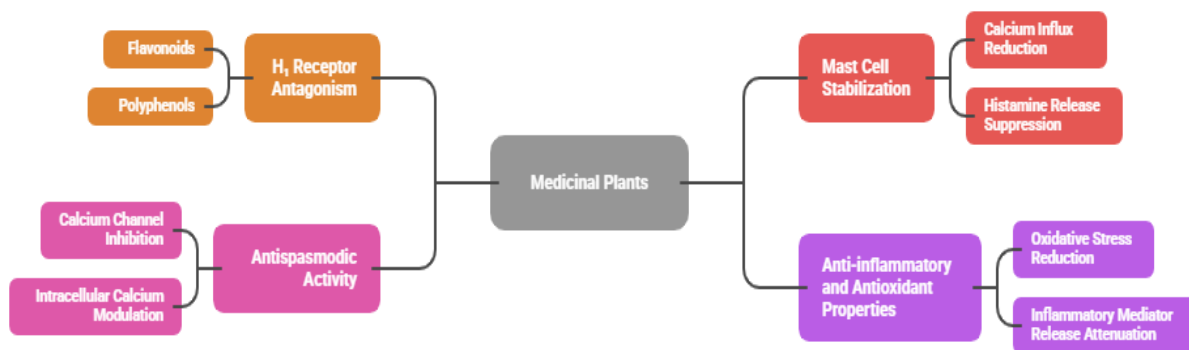 Flavonoids
Polyphenols
H₁ Receptor
Antagonism
Calcium Channel
Inhibition
Intracellular Calcium
Modulation
Antispasmodic
Activity
Medicinal Plants
Mast Cell
Stabilization
Calcium Influx
Reduction
Histamine Release
Suppression
Anti-inflammatory
and Antioxidant
Properties
Oxidative Stress
Reduction
Inflammatory Mediator
Release Attenuation